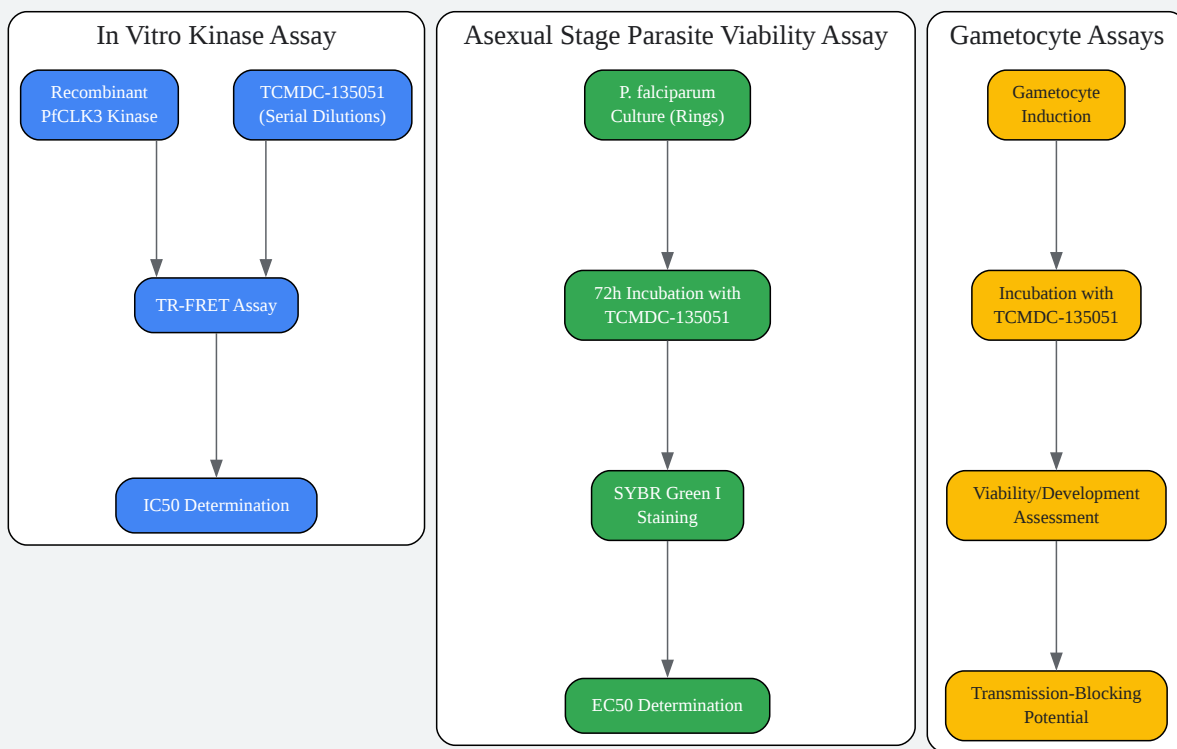 In Vitro Kinase Assay
Recombinant
PfCLK3 Kinase
TCMDC-135051
(Serial Dilutions)
TR-FRET Assay
IC50 Determination
Asexual Stage Parasite Viability Assay
P. falciparum
Culture (Rings)
72h Incubation with
TCMDC-135051
SYBR Green I
Staining
EC50 Determination
Gametocyte Assays
Gametocyte
Induction
Incubation with
TCMDC-135051
Viability/Development
Assessment
Transmission-Blocking
Potential